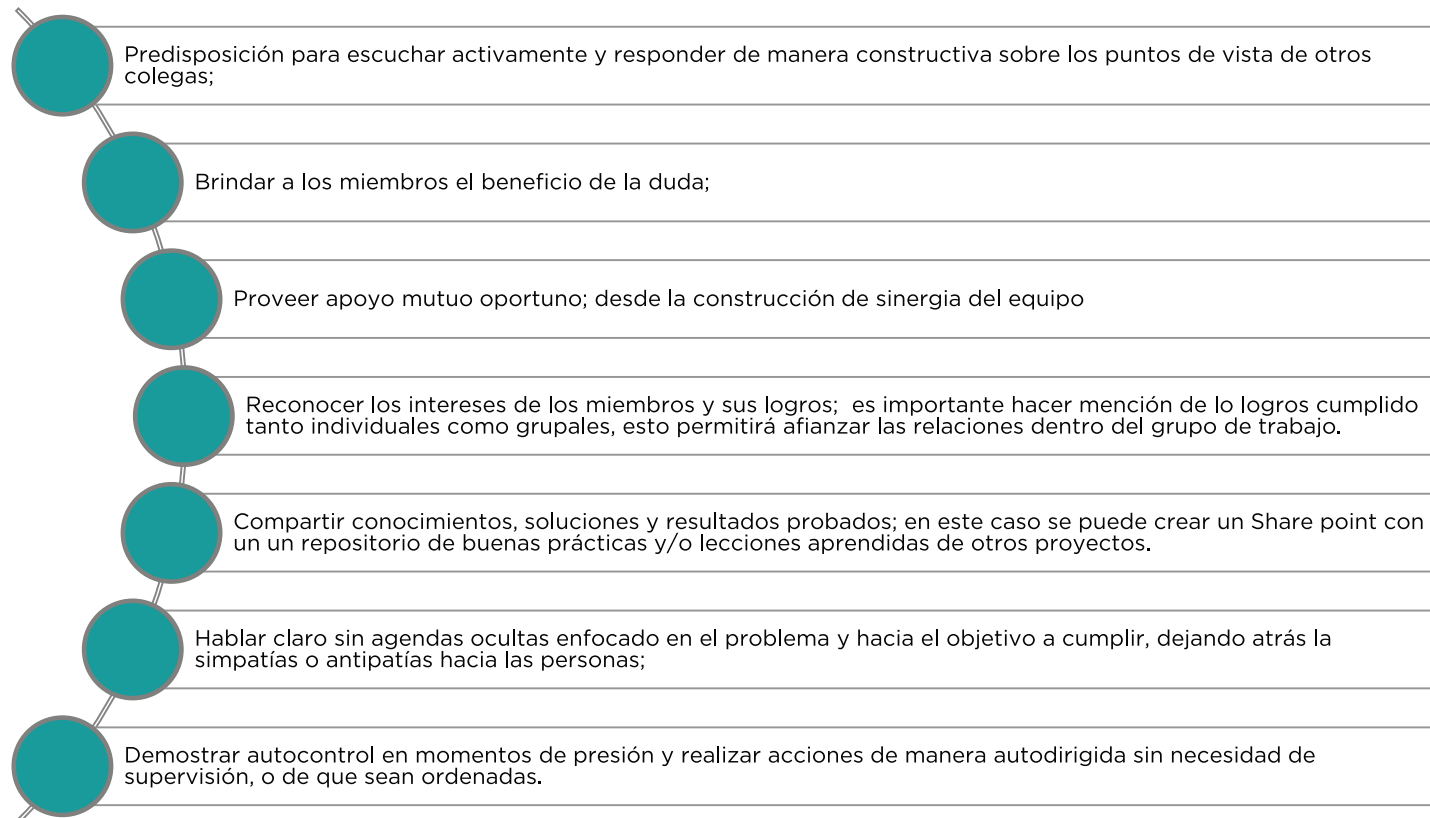 Predisposición para escuchar activamente y responder de manera constructiva sobre los puntos de vista de otros
colegas;
Brindar a los miembros el beneficio de la duda;
Proveer apoyo mutuo oportuno; desde la construcción de sinergia del equipo
Reconocer los intereses de los miembros y sus logros;  es importante hacer mención de lo logros cumplido
tanto individuales como grupales, esto permitirá afianzar las relaciones dentro del grupo de trabajo.
Compartir conocimientos, soluciones y resultados probados; en este caso se puede crear un Share point con
un un repositorio de buenas prácticas y/o lecciones aprendidas de otros proyectos.
Hablar claro sin agendas ocultas enfocado en el problema y hacia el objetivo a cumplir, dejando atrás la
simpatías o antipatías hacia las personas;
Demostrar autocontrol en momentos de presión y realizar acciones de manera autodirigida sin necesidad de
supervisión, o de que sean ordenadas.